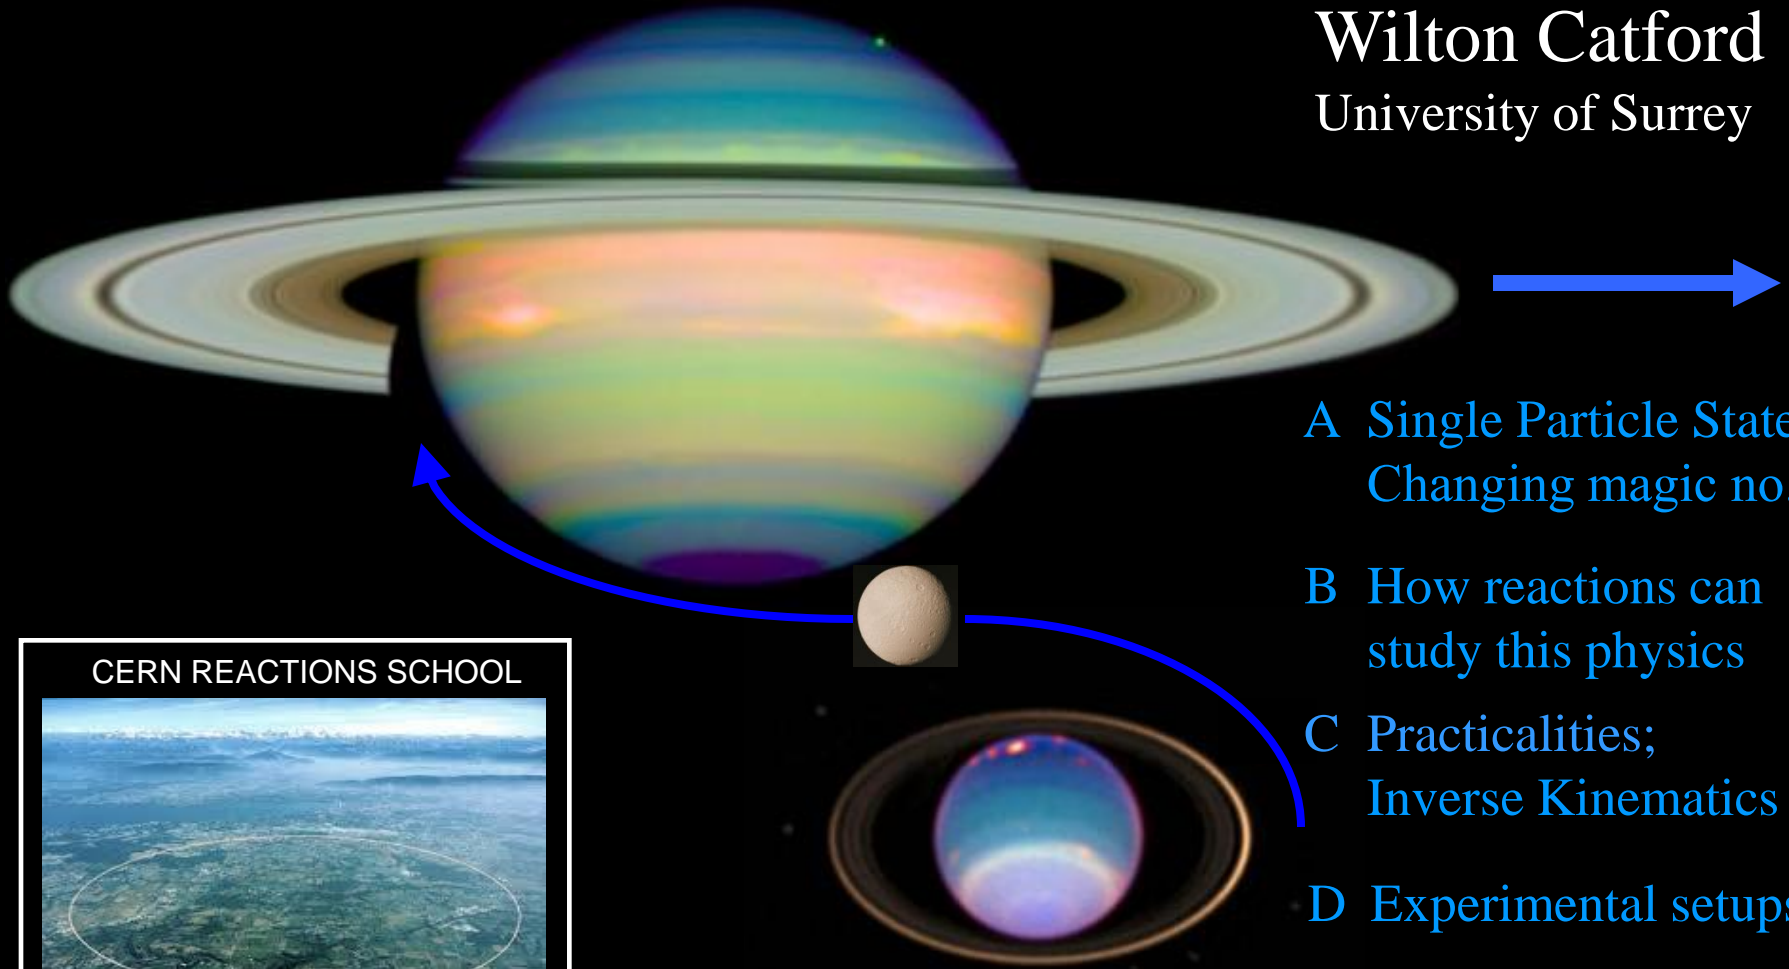 Wilton Catford
University of Surrey
A Single Particle State
Changing magic no.
B How reactions can
study this physics
C Practicalities;
Inverse Kinematics
D Experimental setups
CERN REACTIONS SCHOOL